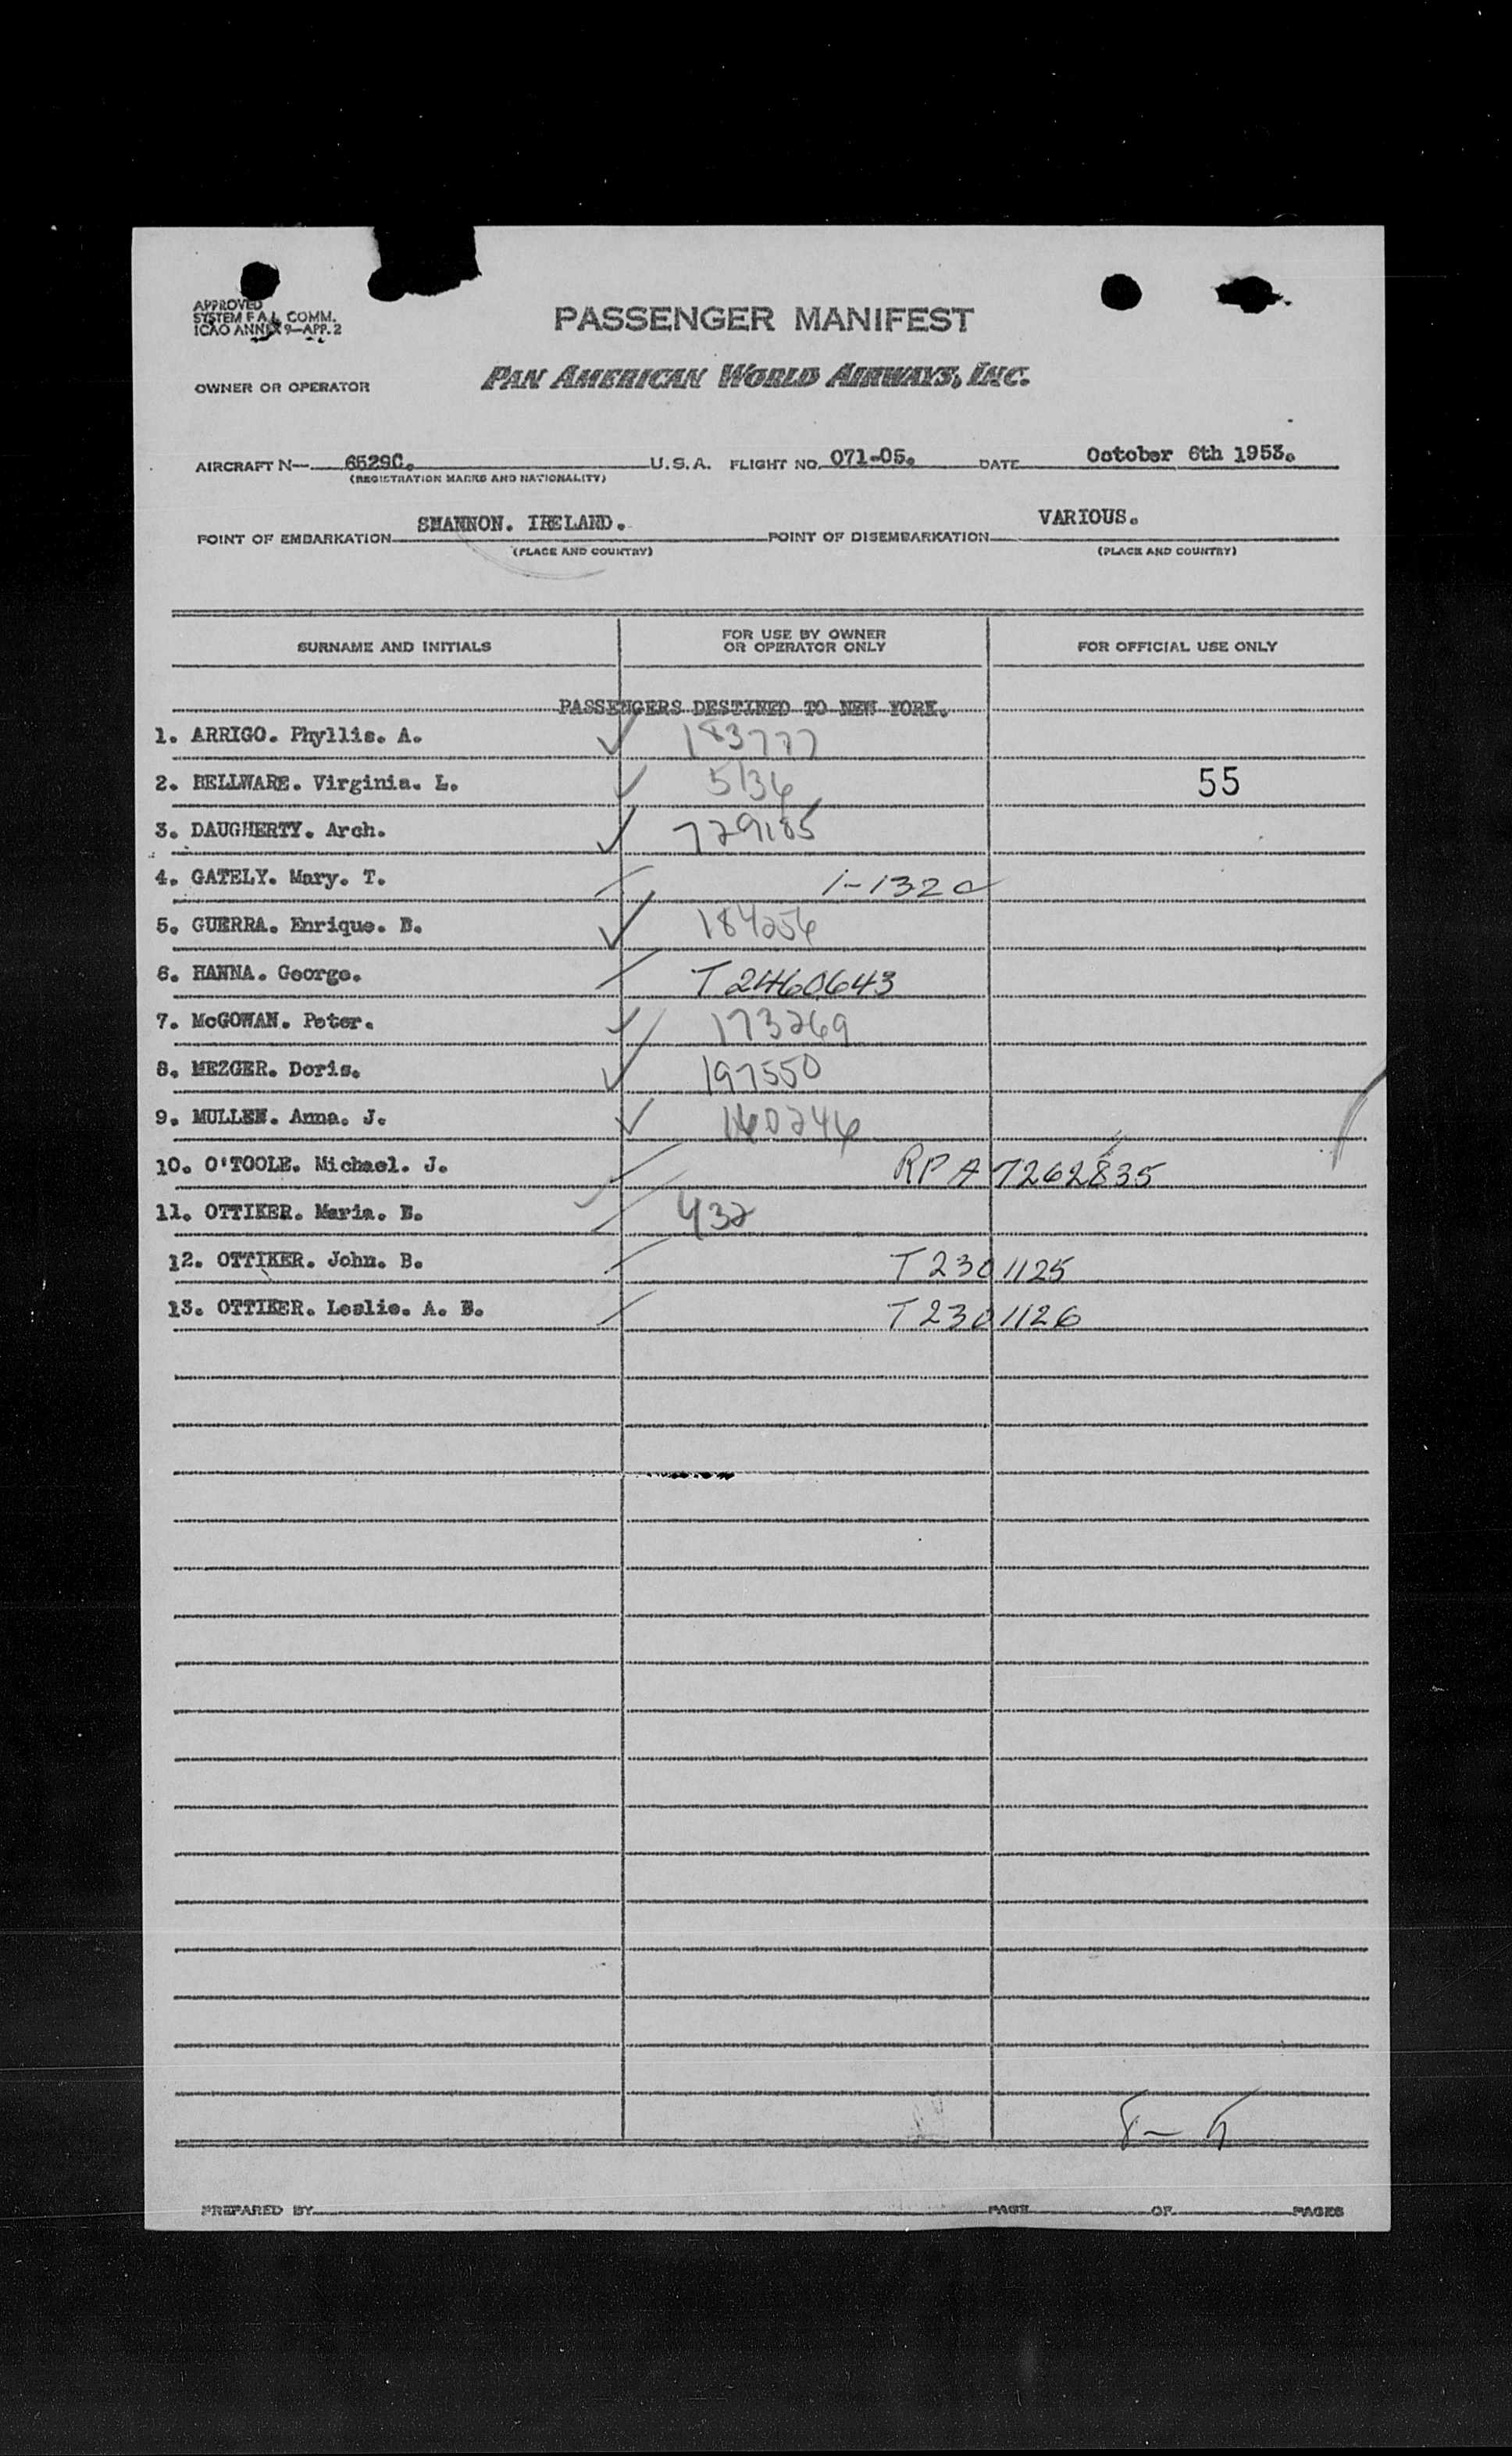 APPROVED
SYSTEM F.A.L. COMM.
ICAO ANNEX 9—APP. 2
PASSENGER MANIFEST
OWNER OR OPERATOR PAN AMERICAN WORLD AIRWAYS, INC.
AIRCRAFT N— 6529C. U.S.A. FLIGHT NO. 071-05. DATE October 6th 1953.
(REGISTRATION MARKS AND NATIONALITY)
POINT OF EMBARKATION SHANNON. IRELAND. POINT OF DISEMBARKATION VARIOUS.
(PLACE AND COUNTRY) (PLACE AND COUNTRY)
SURNAME AND INITIALS FOR USE BY OWNER OR OPERATOR ONLY FOR OFFICIAL USE ONLY
PASSENGERS DESTINED TO NEW YORK.
1. ARRIGO. Phyllis. A. 183777
2. BELLWARE. Virginia. L. 5136 55
3. DAUGHERTY. Arch. 729185
4. GATELY. Mary. T. 1-132a
5. GUERRA. Enrique. B. 184256
6. HANNA. George. T2460643
7. McGOWAN. Peter. 173269
8. MEZGER. Doris. 197550
9. MULLEN. Anna. J. 160246
10. O'TOOLE. Michael. J. RP A7262835
11. OTTIKER. Maria. E. 432
12. OTTIKER. John. B. T2301125
13. OTTIKER. Leslie. A. B. T2301126
PREPARED BY PAGE OF PAGES